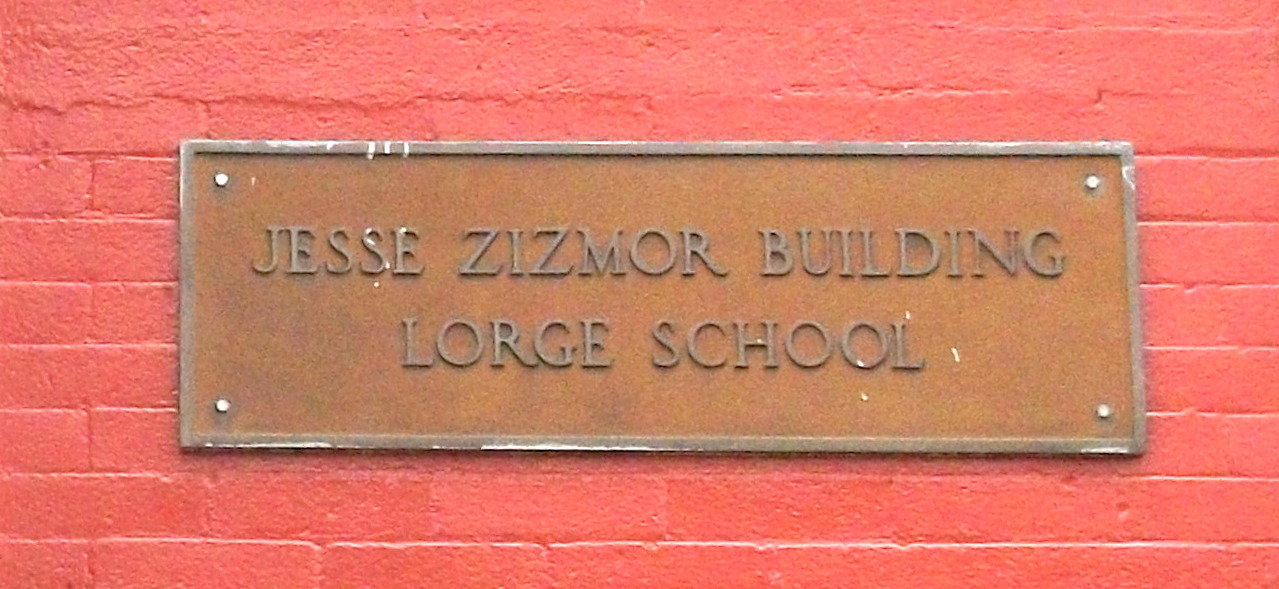 JESSE ZIZMOR BUILDING
LORGE SCHOOL